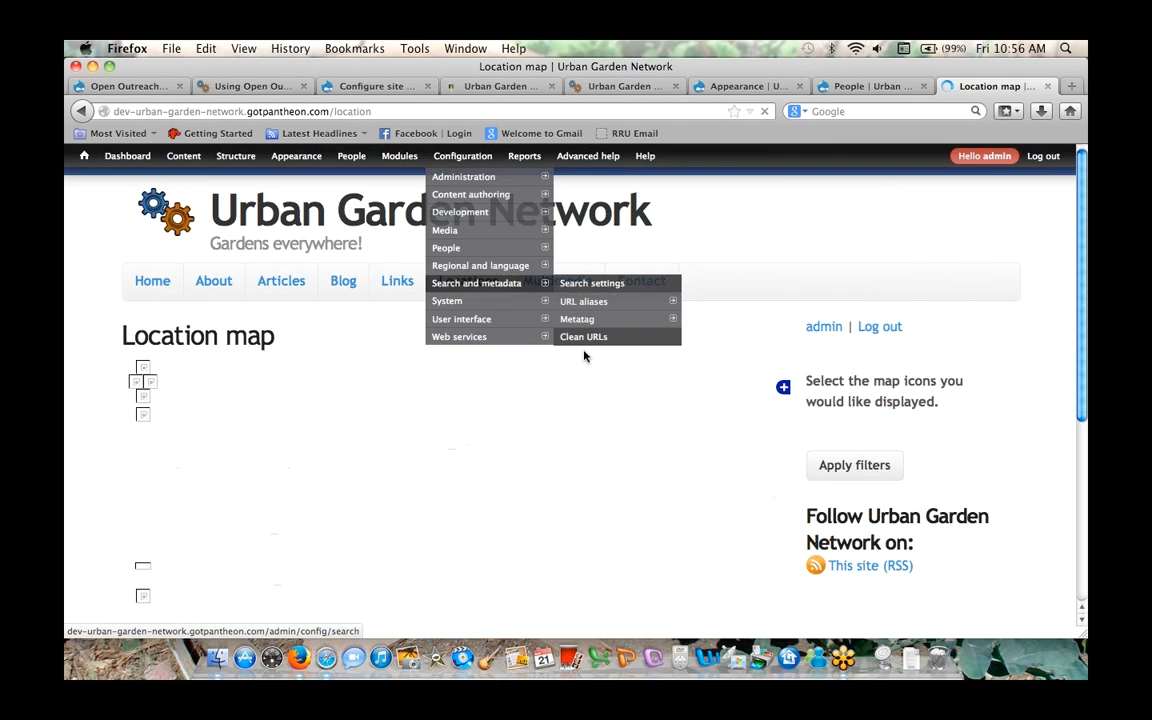 Firefox File Edit View History Bookmarks Tools Window Help (99%) Fri 10:56 AM
Location map | Urban Garden Network
Open Outreach... Using Open Ou... Configure site ... Urban Garden ... Urban Garden ... Appearance | U... People | Urban ... Location map |...
dev-urban-garden-network.gotpantheon.com/location Google
Most Visited Getting Started Latest Headlines Facebook | Login Welcome to Gmail RRU Email
Dashboard Content Structure Appearance People Modules Configuration Reports Advanced help Help Hello admin Log out
Administration
Content authoring
Urban Garden Network
Development
Gardens everywhere!
Media
People
Regional and language
Home About Articles Blog Links Contact
Search and metadata Search settings
System URL aliases
User interface Metatag
Web services Clean URLs
Location map
admin | Log out
Select the map icons you
would like displayed.
Apply filters
Follow Urban Garden
Network on:
This site (RSS)
dev-urban-garden-network.gotpantheon.com/admin/config/search
21